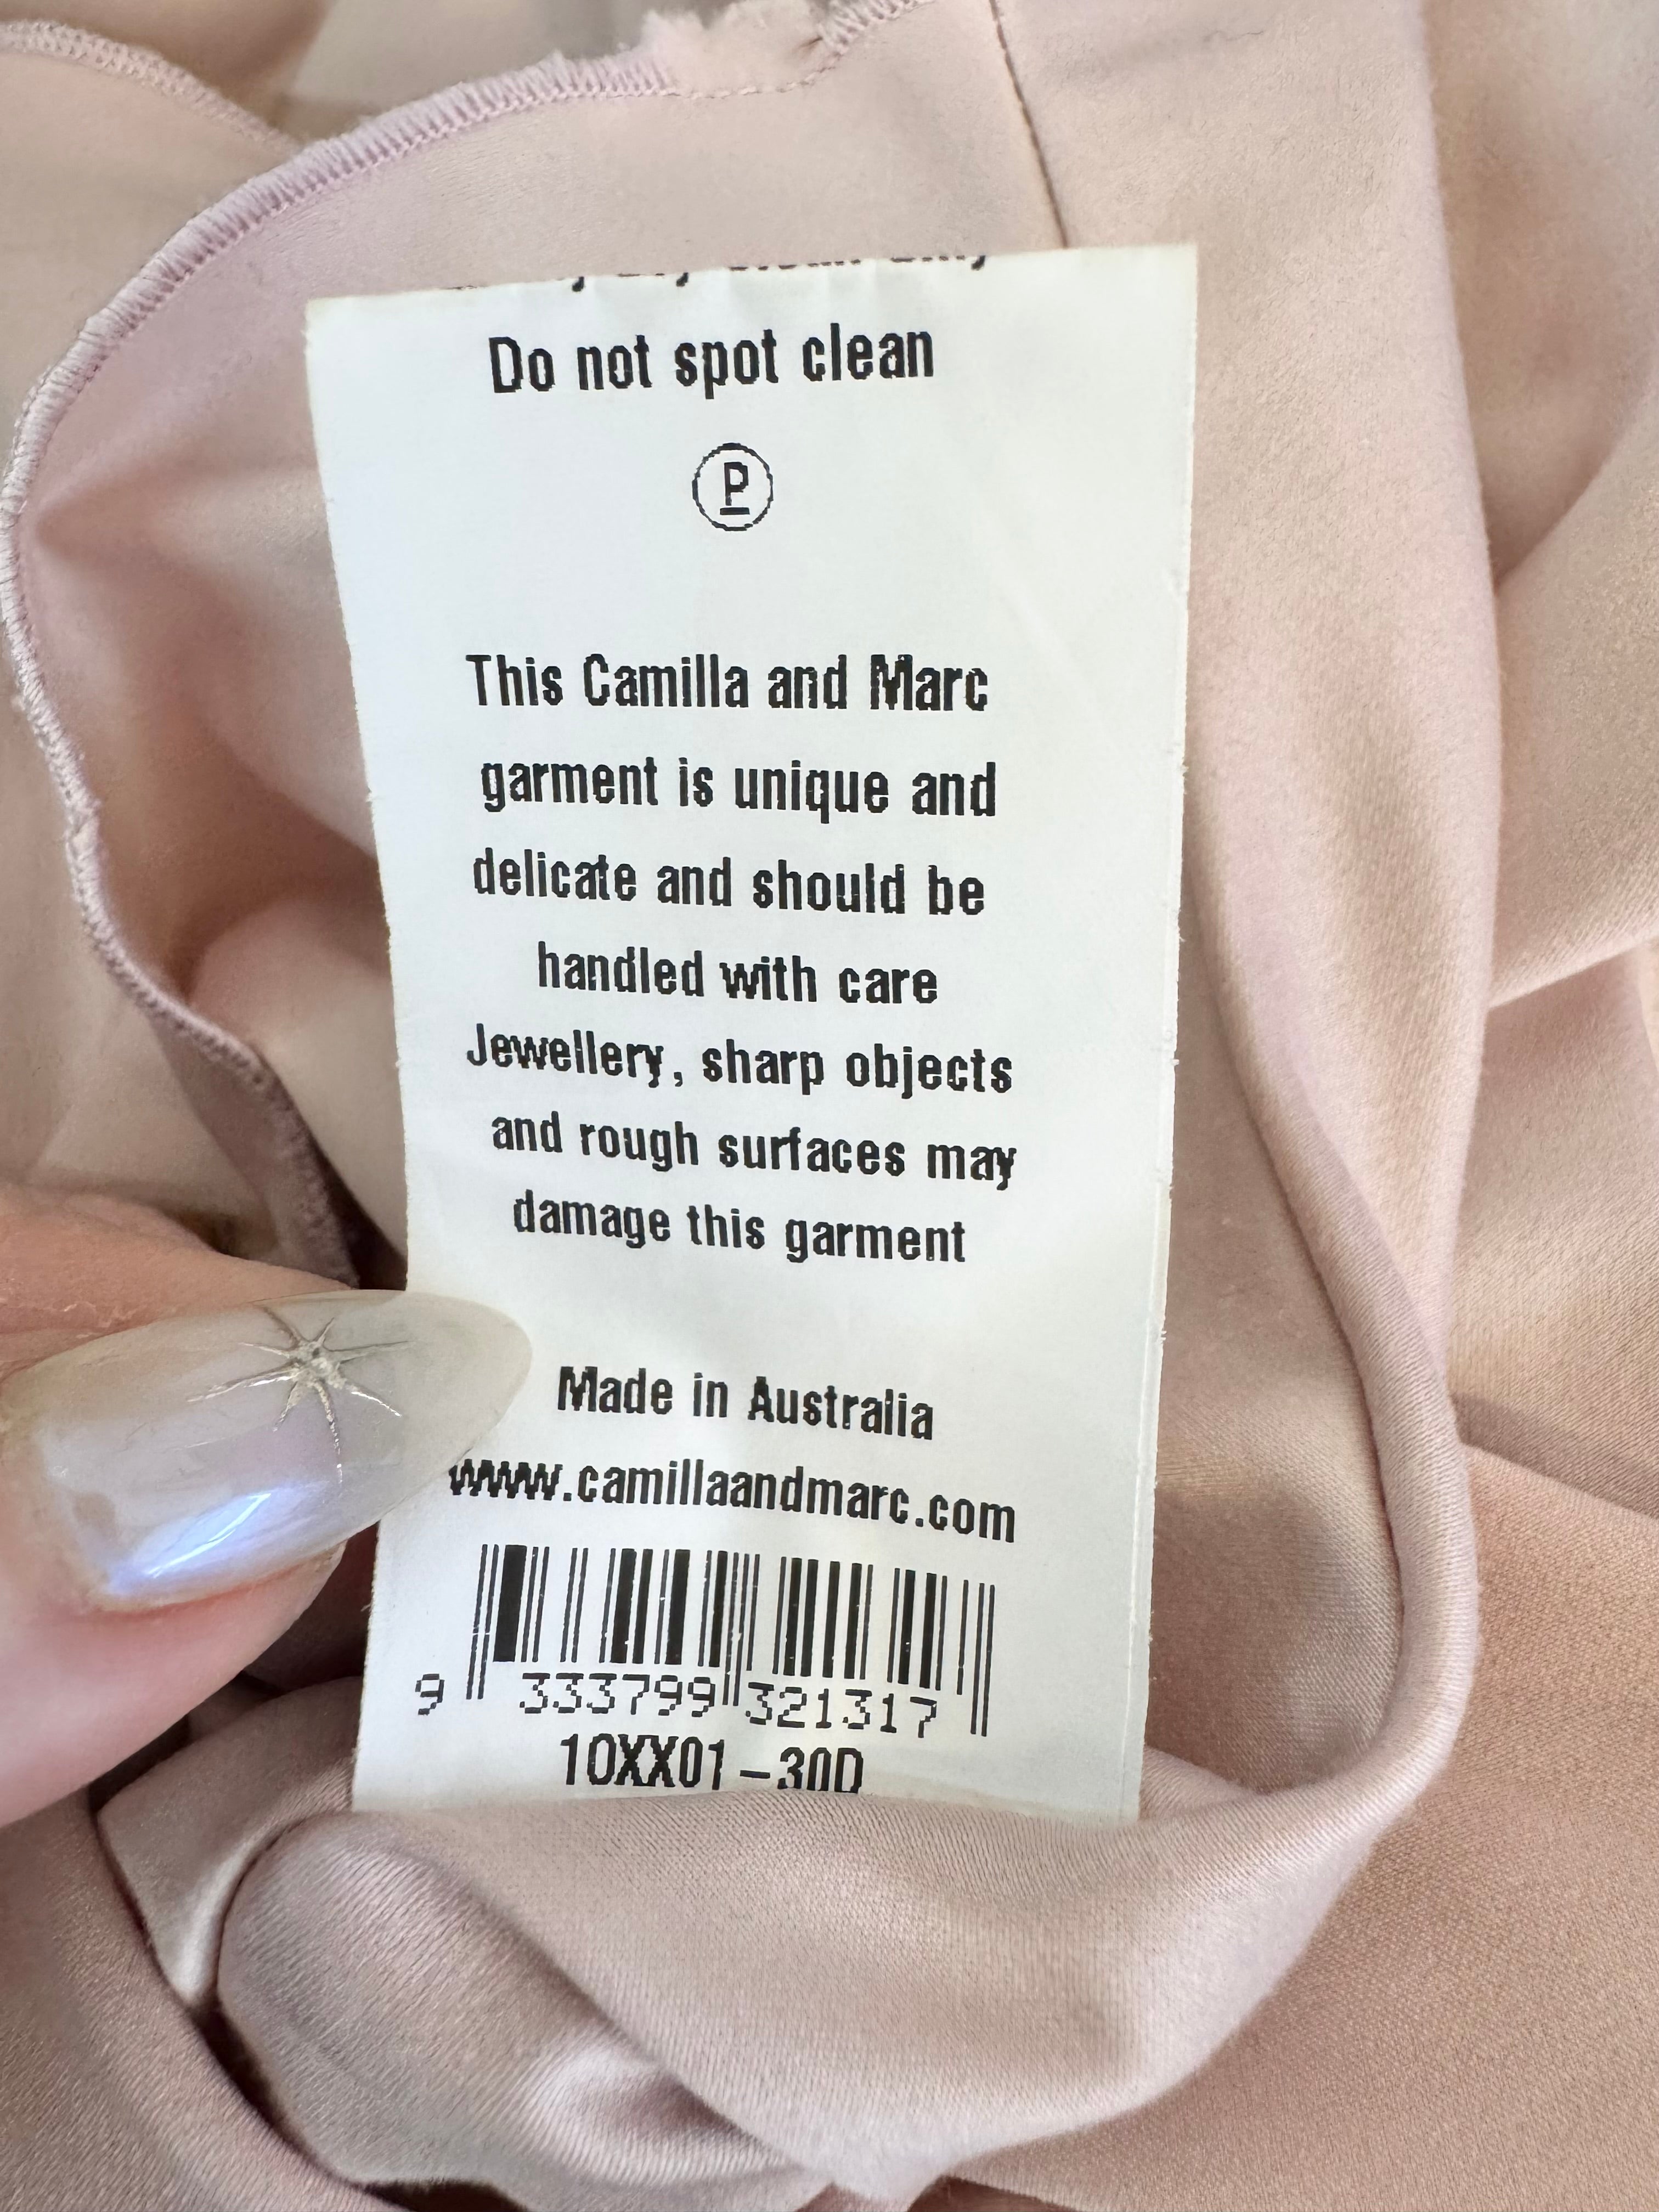 Do not spot clean
P
This Camilla and Marc
garment is unique and
delicate and should be
handled with care
Jewellery, sharp objects
and rough surfaces may
damage this garment
Made in Australia
www.camillaandmarc.com
9 333799 321317